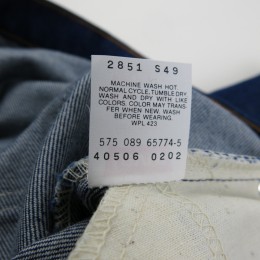 2851 S49
MACHINE WASH HOT
NORMAL CYCLE, TUMBLE DRY
WASH AND DPY WITH LIKE
COLORS. COLOR MAY TRANS-
FER WHEN NEW. WASH
BEFORE WEARING.
WPL 423
575 089 65774-5
40506 0202